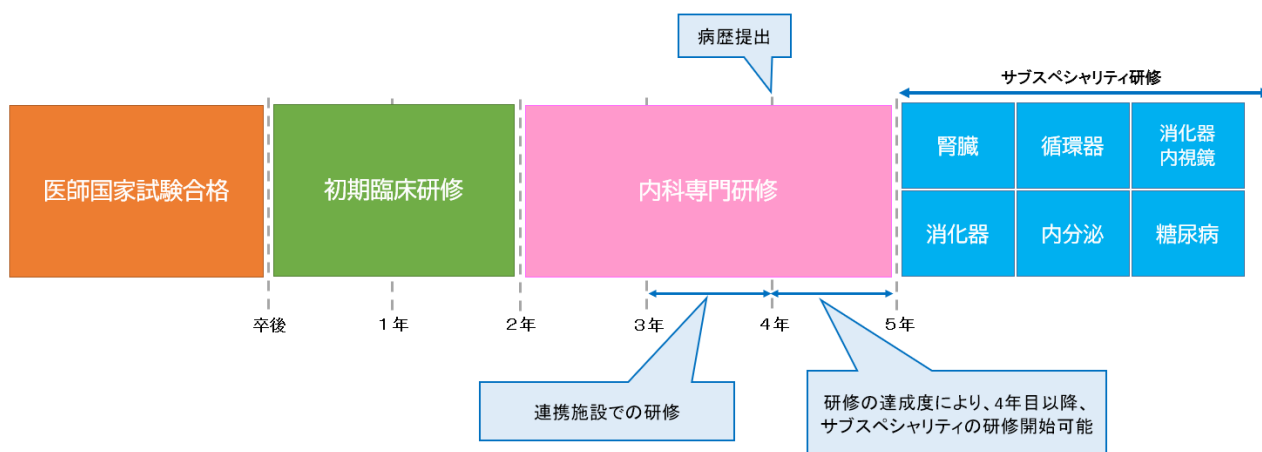 病歴提出
サブスペシャリティ研修
医師国家試験合格
初期臨床研修
内科専門研修
腎臓
循環器
消化器
内視鏡
消化器
内分泌
糖尿病
卒後
1年
2年
3年
4年
5年
連携施設での研修
研修の達成度により、4年目以降、
サブスペシャリティの研修開始可能